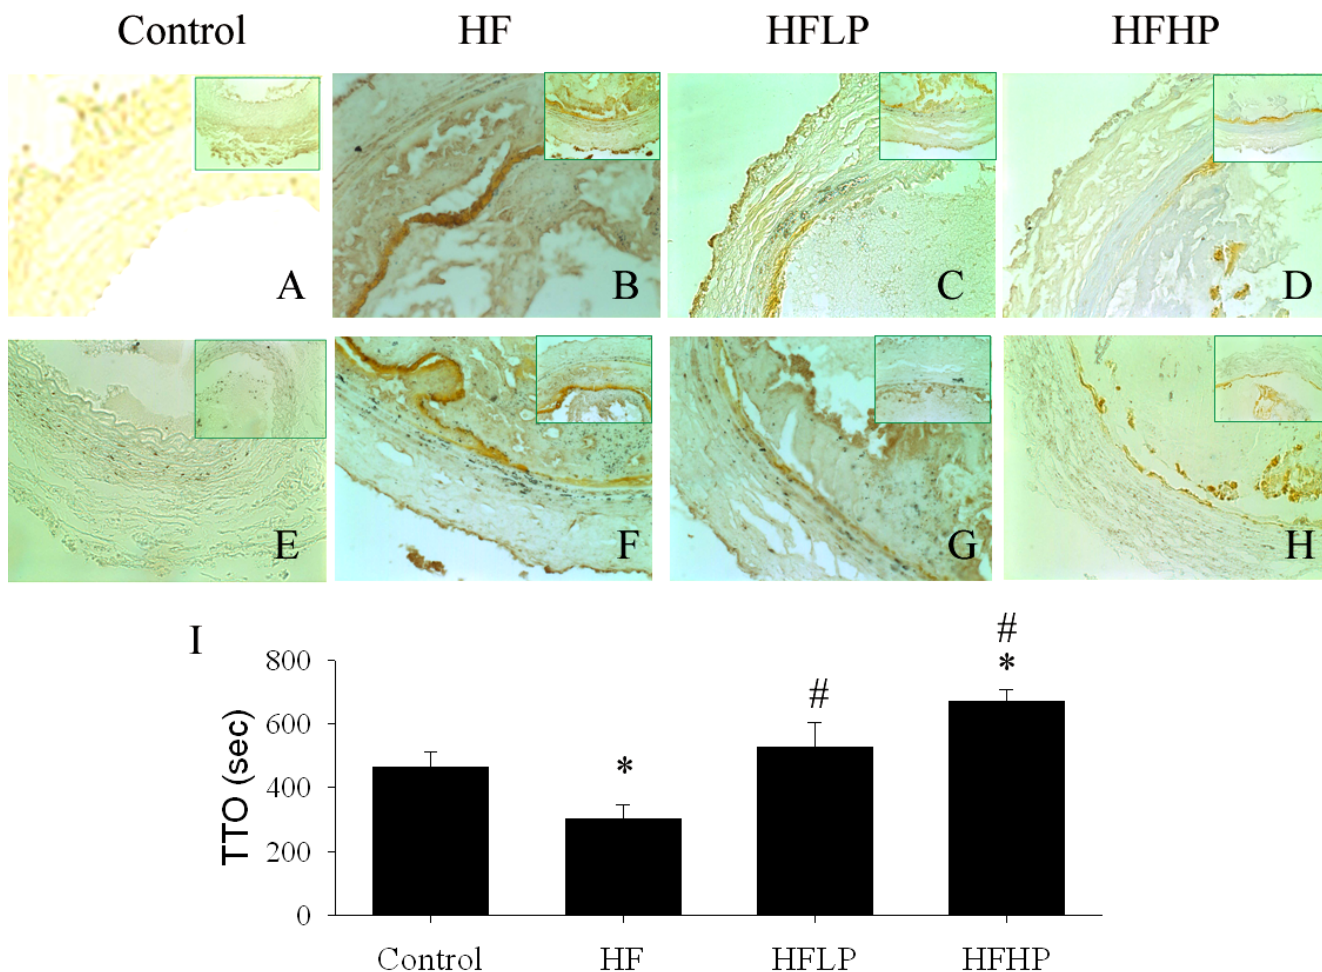 Control HF HFLP HFHP
A B C D
E F G H
I
#
800 # *
600
*
400
200
0
TTO (sec)
Control HF HFLP HFHP